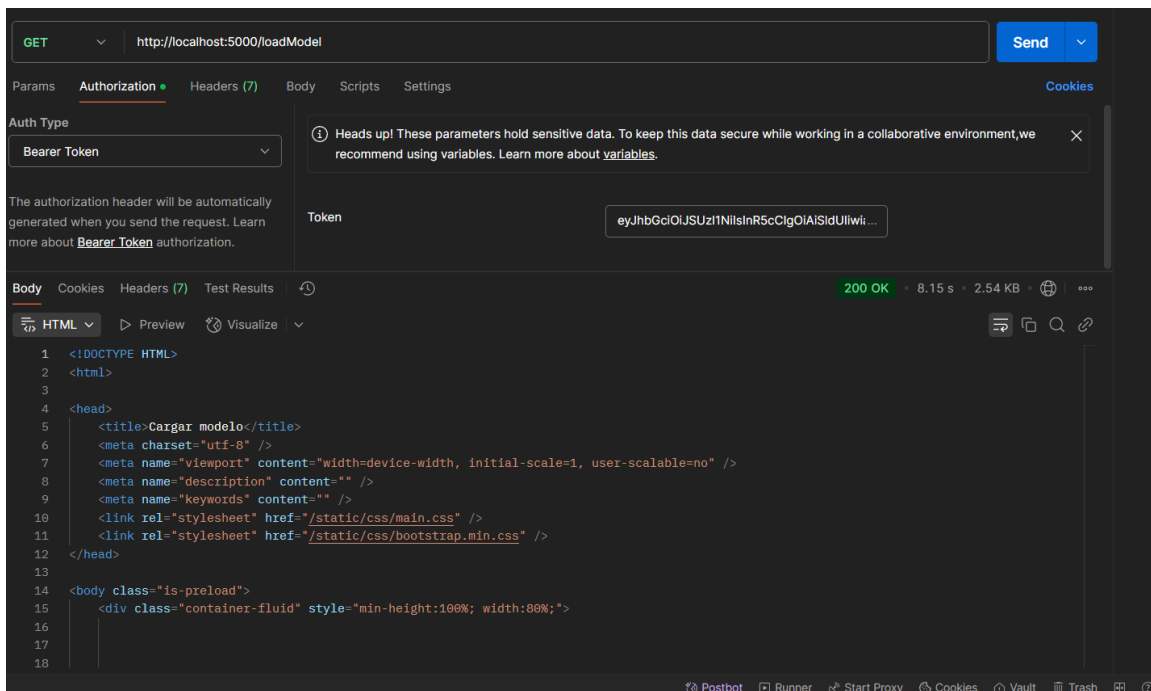 GET http://localhost:5000/loadModel Send
Params Authorization Headers (7) Body Scripts Settings Cookies
Auth Type
Bearer Token
The authorization header will be automatically
generated when you send the request. Learn
more about Bearer Token authorization.
Heads up! These parameters hold sensitive data. To keep this data secure while working in a collaborative environment,we
recommend using variables. Learn more about variables.
Token
Body Cookies Headers (7) Test Results 200 OK 8.15 s 2.54 KB
HTML Preview Visualize
1 <!DOCTYPE HTML>
2 <html>
3
4 <head>
5 <title>Cargar modelo</title>
6 <meta charset="utf-8" />
7 <meta name="viewport" content="width=device-width, initial-scale=1, user-scalable=no" />
8 <meta name="description" content="" />
9 <meta name="keywords" content="" />
10 <link rel="stylesheet" href="/static/css/main.css" />
11 <link rel="stylesheet" href="/static/css/bootstrap.min.css" />
12 </head>
13
14 <body class="is-preload">
15 <div class="container-fluid" style="min-height:100%; width:80%;">
16
17
18
Postbot Runner Start Proxy Cookies Vault Trash